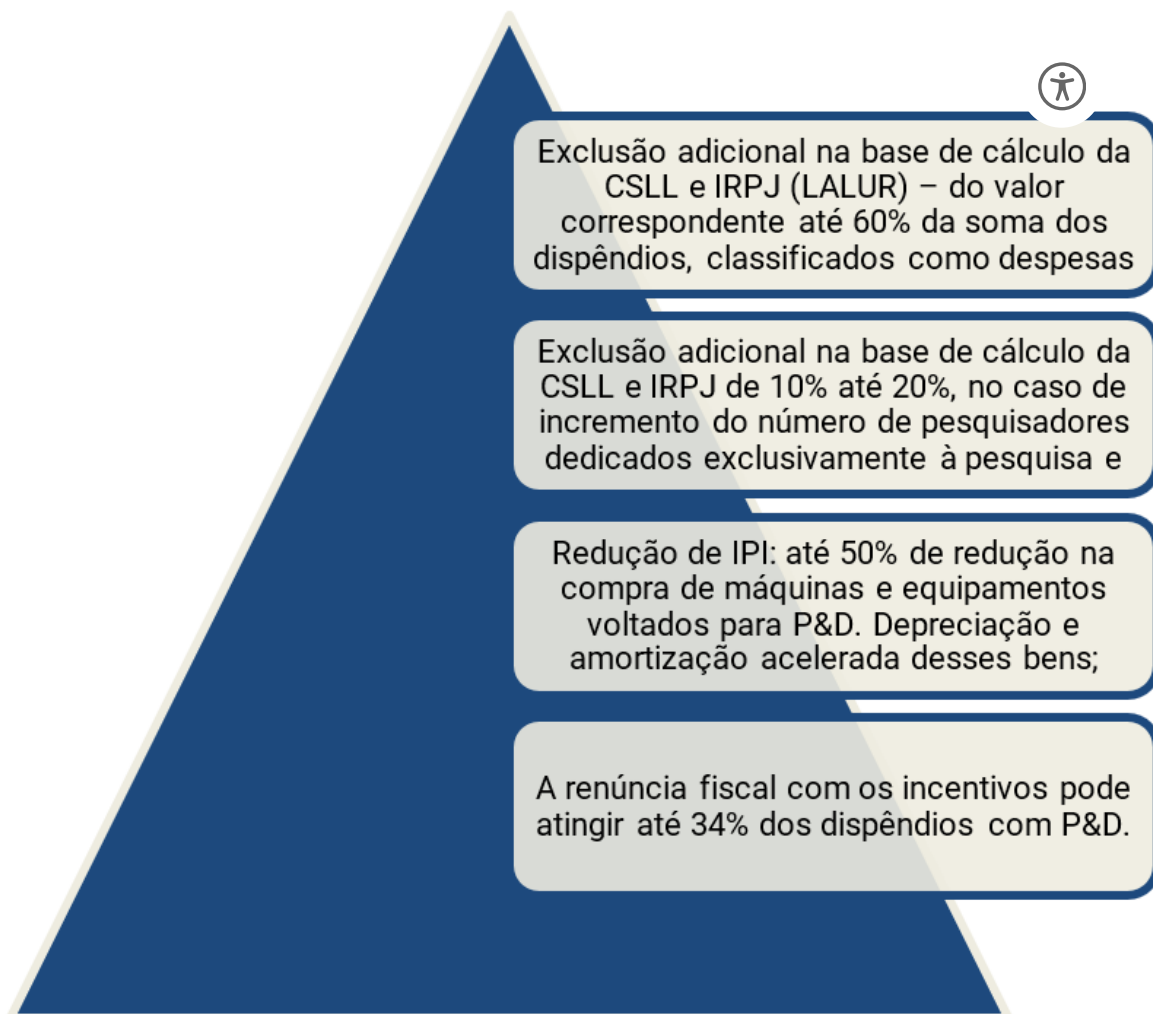 Exclusão adicional na base de cálculo da
CSLL e IRPJ (LALUR) – do valor
correspondente até 60% da soma dos
dispêndios, classificados como despesas
Exclusão adicional na base de cálculo da
CSLL e IRPJ de 10% até 20%, no caso de
incremento do número de pesquisadores
dedicados exclusivamente à pesquisa e
Redução de IPI: até 50% de redução na
compra de máquinas e equipamentos
voltados para P&D. Depreciação e
amortização acelerada desses bens;
A renúncia fiscal com os incentivos pode
atingir até 34% dos dispêndios com P&D.